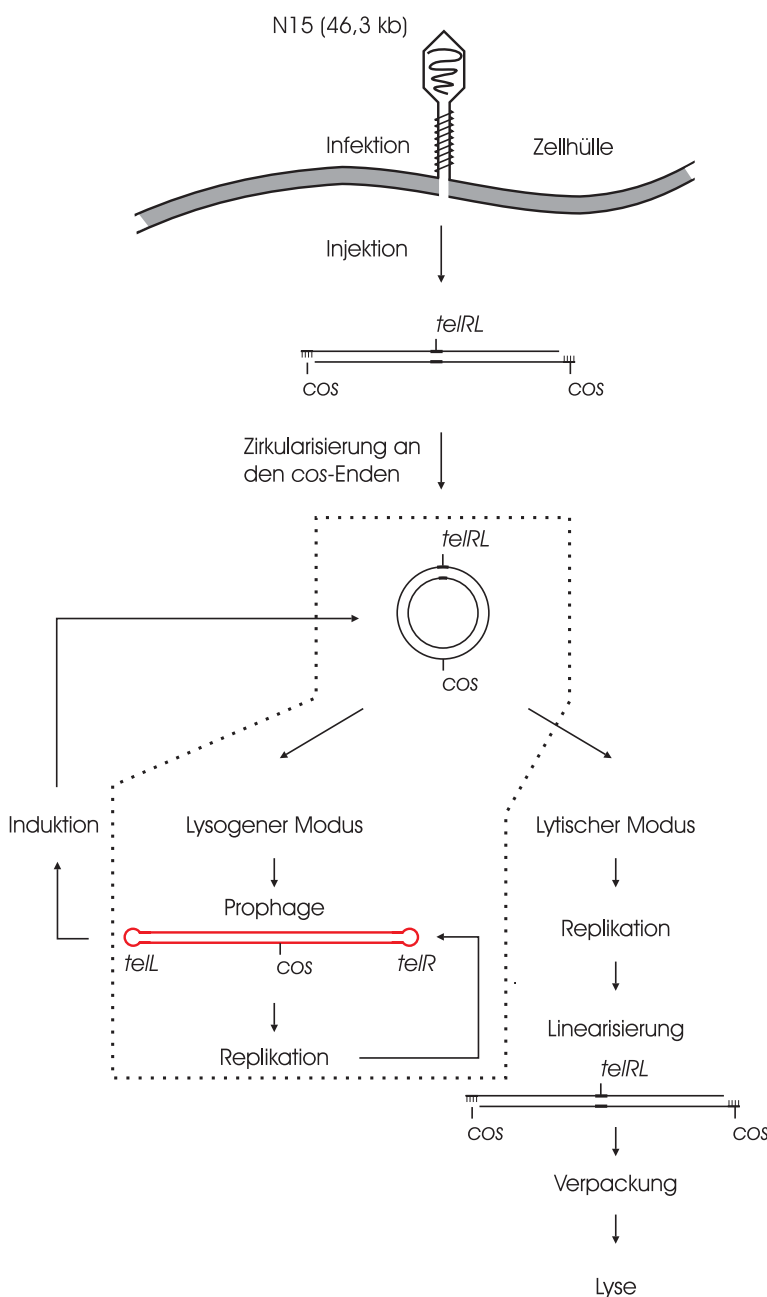 N15 (46,3 kb)
Infektion
Zellhülle
Injektion
telRL
cos
cos
Zirkularisierung an
den cos-Enden
telRL
cos
Induktion
Lysogener Modus
Lytischer Modus
Prophage
telL
cos
telR
Replikation
Replikation
Linearisierung
telRL
cos
cos
Verpackung
Lyse